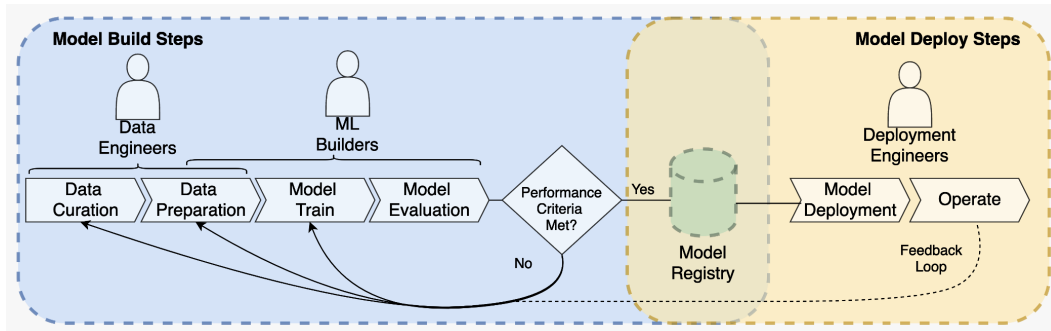 Model Build Steps
Model Deploy Steps
Data
Engineers
ML
Builders
Deployment
Engineers
Data
Curation
Data
Preparation
Model
Train
Model
Evaluation
Performance
Criteria
Met?
Yes
No
Model
Registry
Model
Deployment
Operate
Feedback
Loop